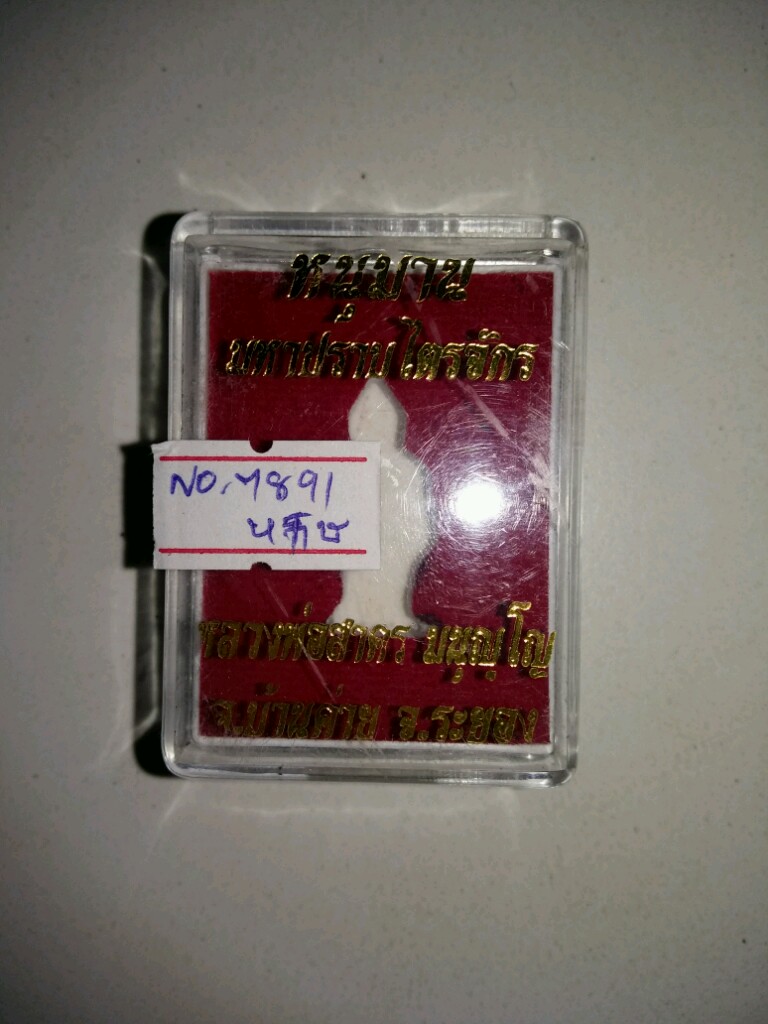 หนุมาน
มหาปราบไตรจักร
NO. 7891
หลวงพ่อสาคร มนุญฺโญ
อ.บ้านค่าย จ.ระยอง